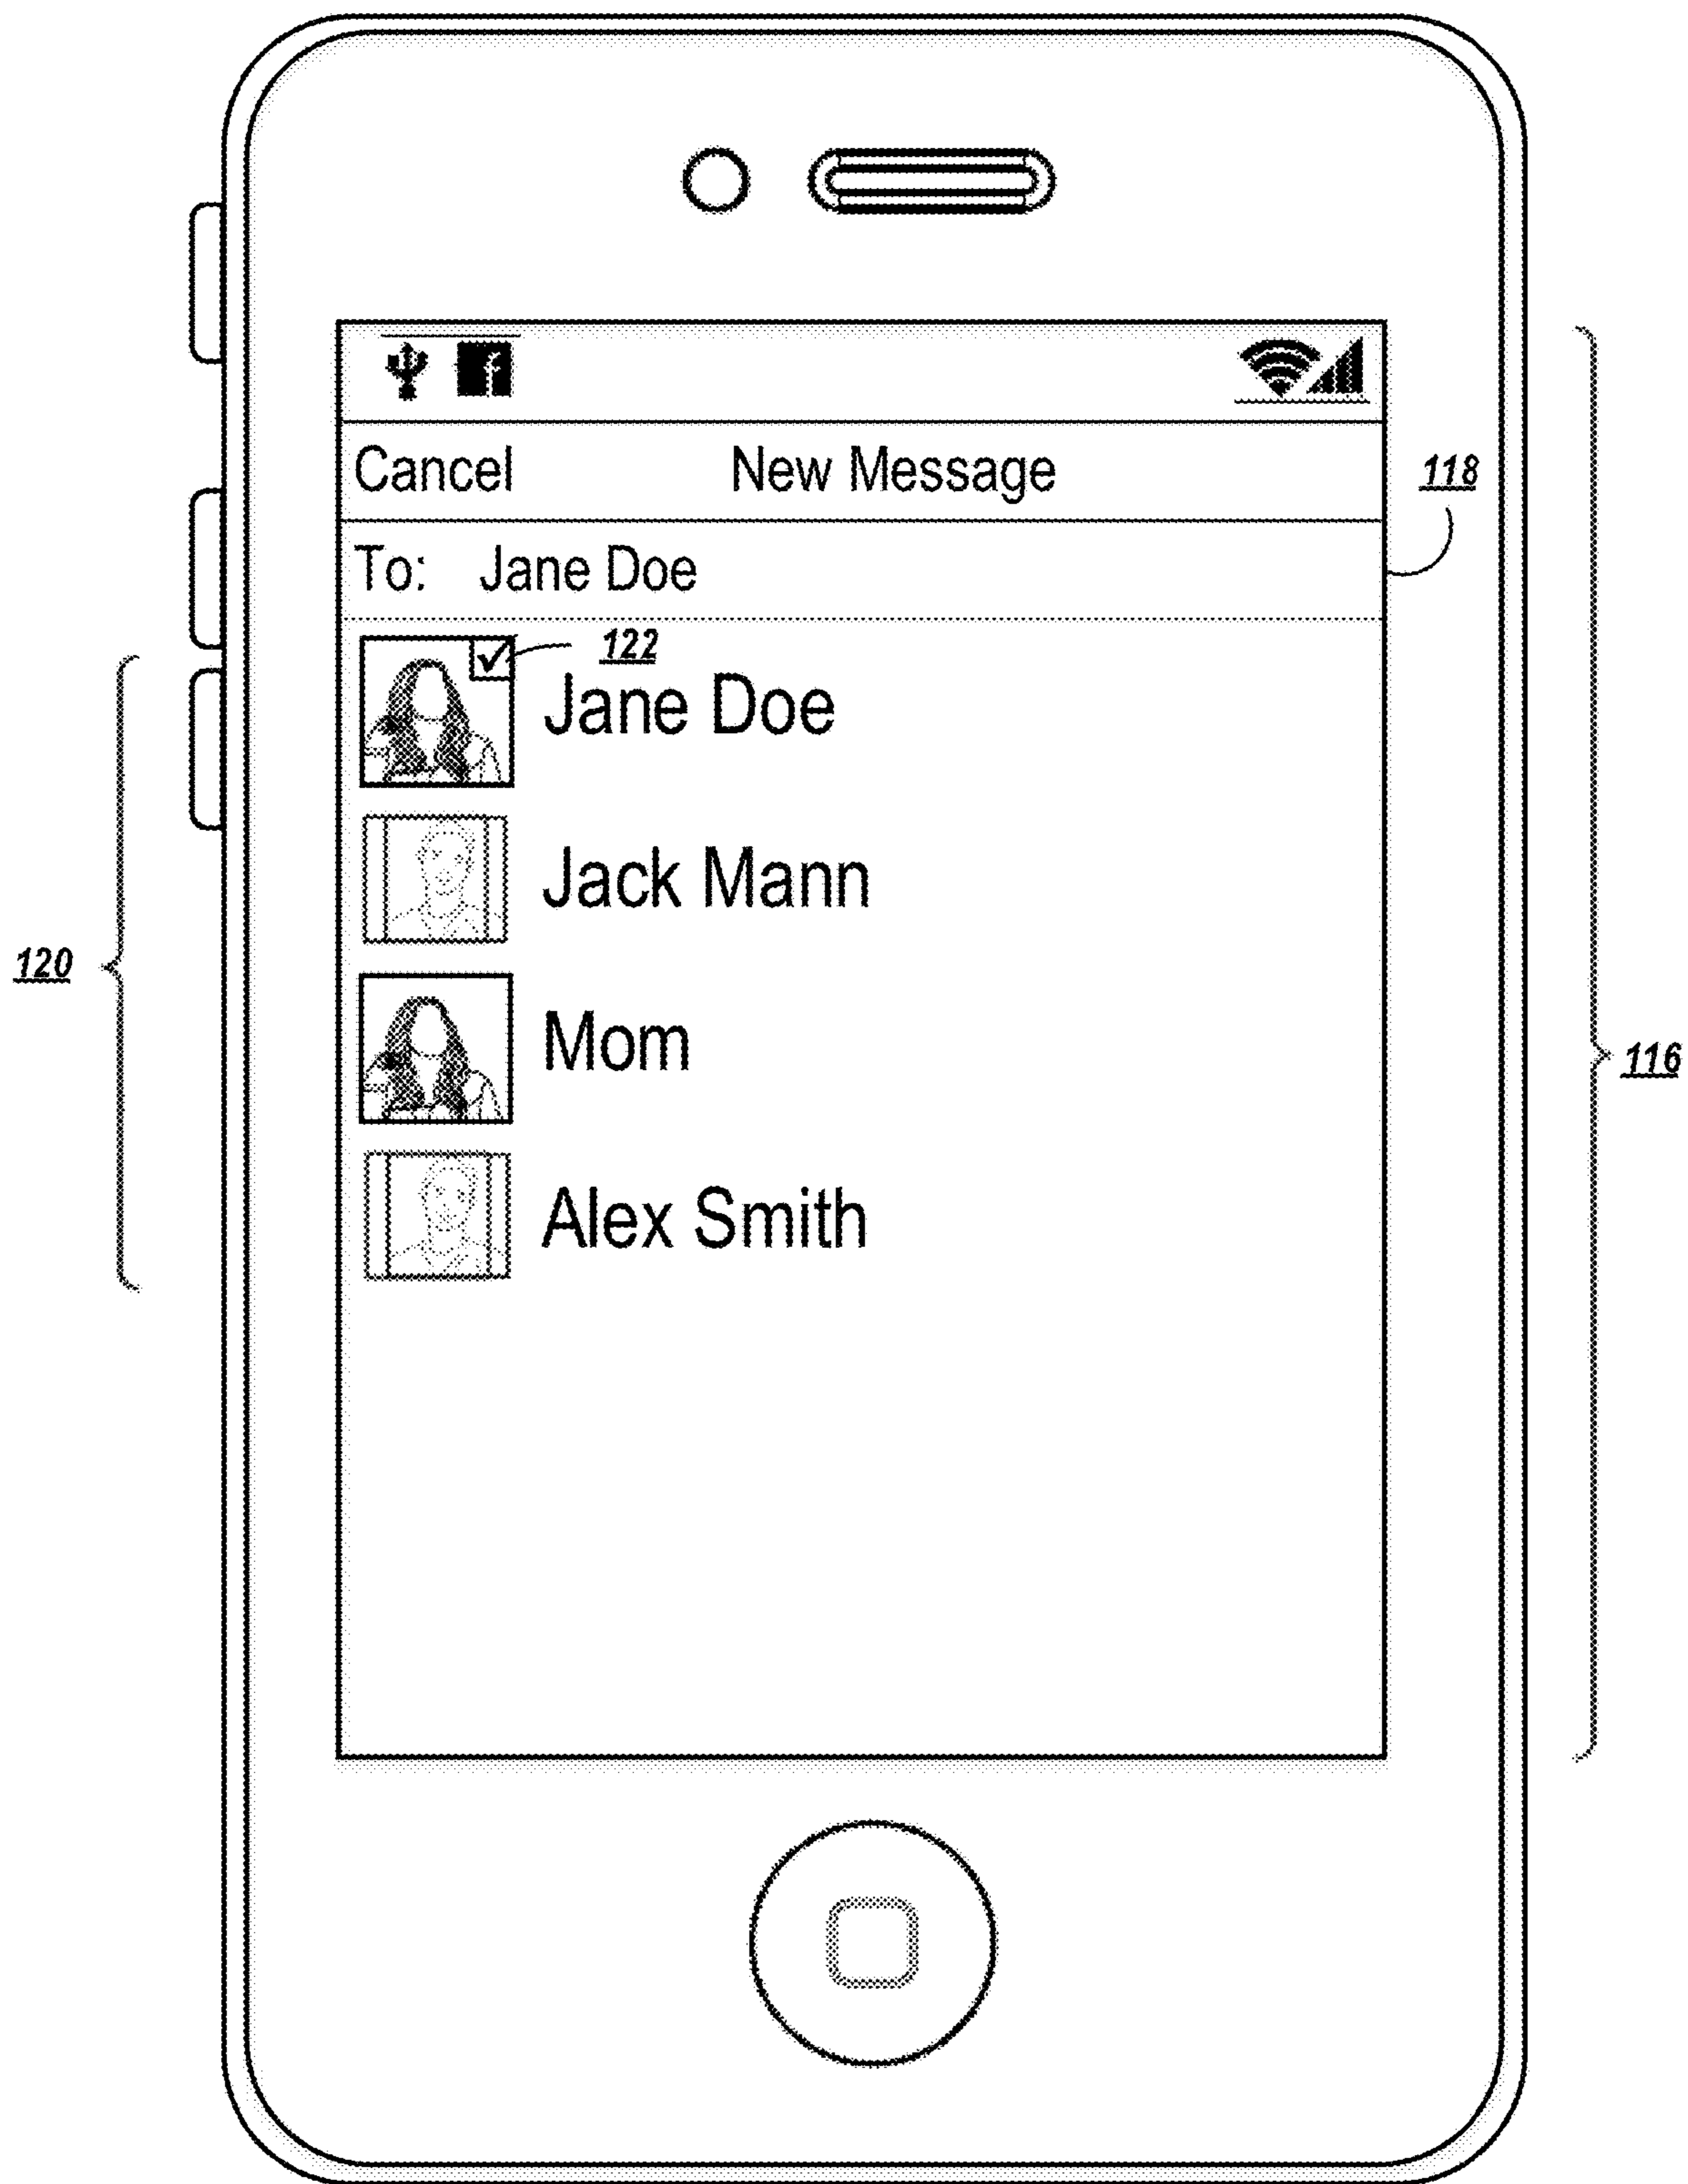 f
Cancel New Message
118
To: Jane Doe
122
Jane Doe
Jack Mann
120
Mom
116
Alex Smith